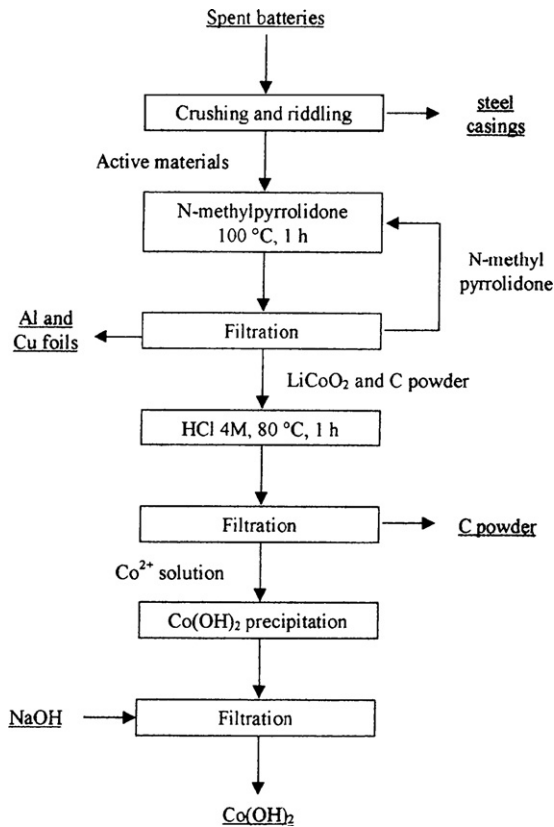 Spent batteries
Crushing and riddling
steel
casings
Active materials
N-methylpyrrolidone
100 °C, 1 h
N-methyl
pyrrolidone
Al and
Cu foils
Filtration
LiCoO₂ and C powder
HCl 4M, 80 °C, 1 h
Filtration
C powder
Co²⁺ solution
Co(OH)₂ precipitation
NaOH
Filtration
Co(OH)₂